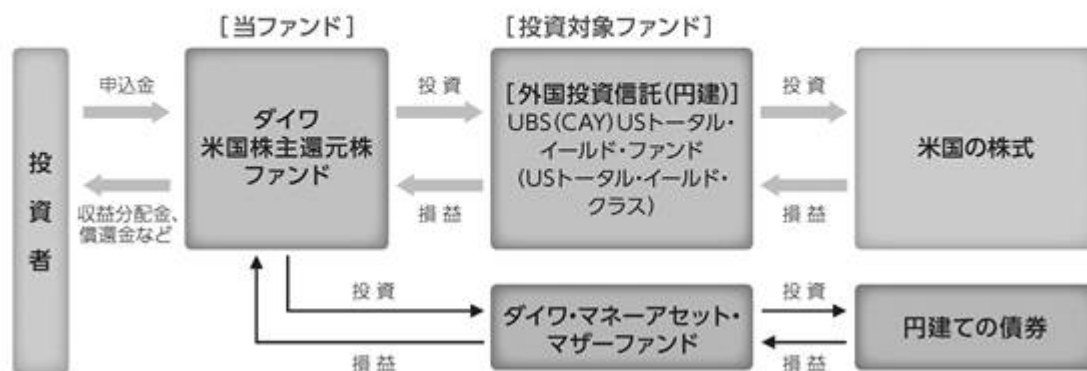 [当ファンド]
[投資対象ファンド]
投資者
申込金
収益分配金、
償還金など
ダイワ
米国株主還元株
ファンド
投資
損益
[外国投資信託(円建)]
UBS(CAY)USトータル・
イールド・ファンド
(USトータル・イールド・
クラス)
投資
損益
米国の株式
投資
損益
ダイワ・マネーアセット・
マザーファンド
投資
損益
円建ての債券